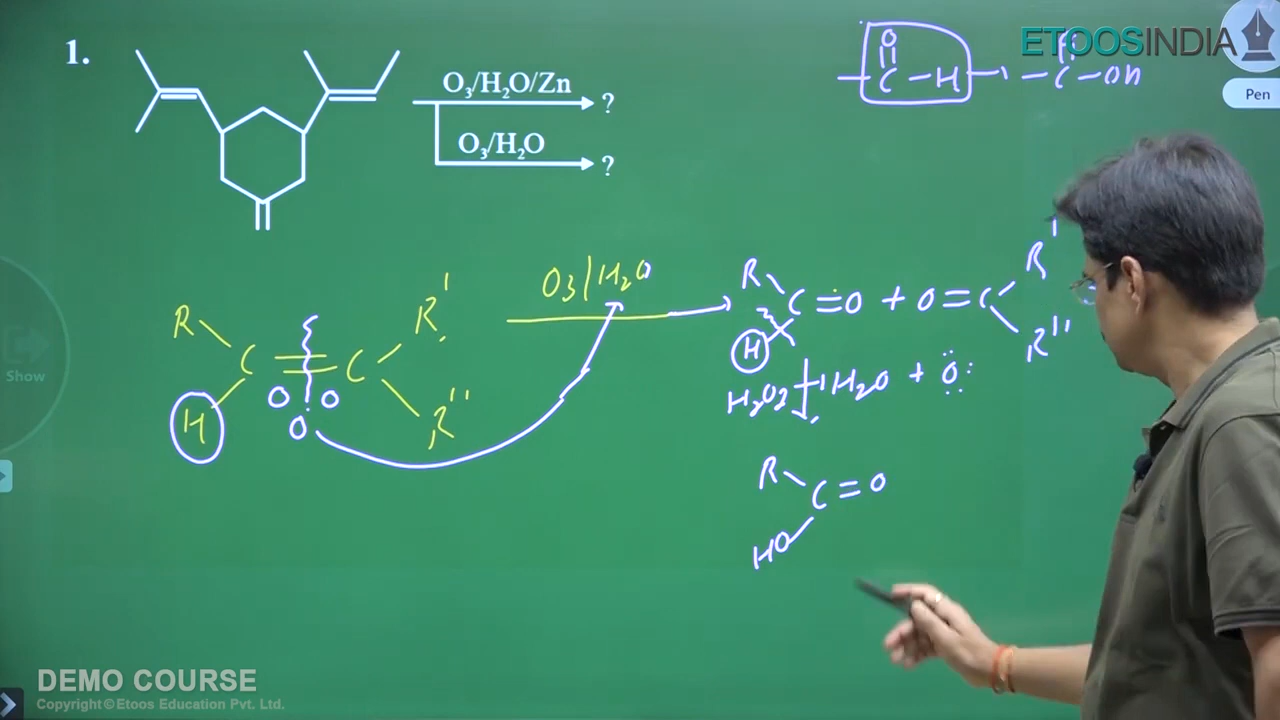 1.
O₃/H₂O/Zn
?
O₃/H₂O
?
O
C – H → – C – OH
ETOOSINDIA
Pen
Show
R
H
C = C
R'
R''
O O
O
O₃/H₂O
R
H
C = O + O = C
R'
R''
H₂O₂ → H₂O + O
R
C = O
HO
DEMO COURSE
Copyright © Etoos Education Pvt. Ltd.